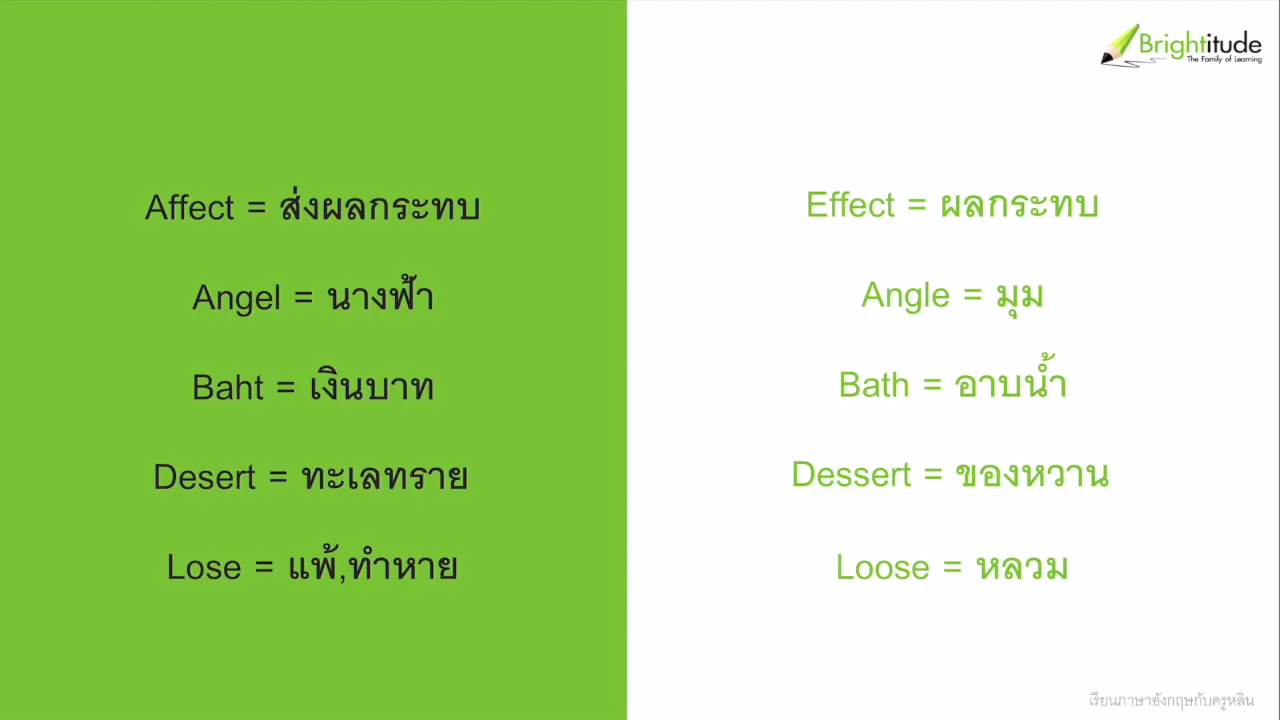 Brightitude
The Family of Learning
Affect = ส่งผลกระทบ
Angel = นางฟ้า
Baht = เงินบาท
Desert = ทะเลทราย
Lose = แพ้,ทำหาย
Effect = ผลกระทบ
Angle = มุม
Bath = อาบน้ำ
Dessert = ของหวาน
Loose = หลวม
เรียนภาษาอังกฤษกับครูหลิน